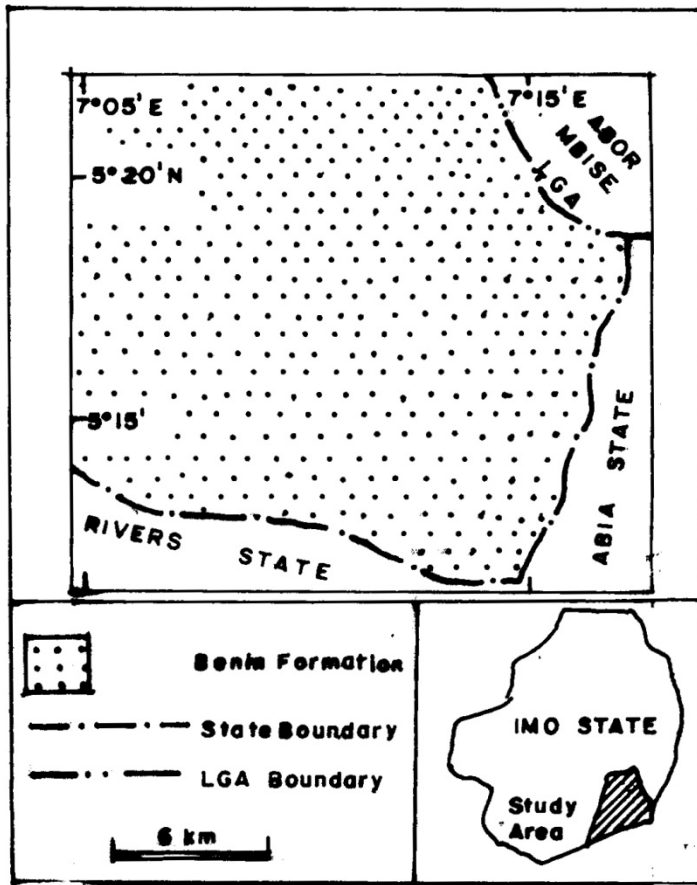 7°05' E
7°15' E
ABOR
MBISE
LGA
5°20' N
5°15'
RIVERS STATE
ABIA STATE
Benin Formation
State Boundary
LGA Boundary
6 km
IMO STATE
Study
Area